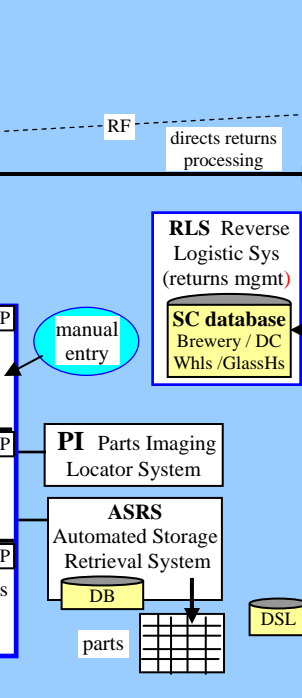 RF
directs returns
processing
RLS Reverse
Logistic Sys
(returns mgmt)
SC database
Brewery / DC
Whls /GlassHs
P
manual
entry
P
PI Parts Imaging
Locator System
ASRS
Automated Storage
Retrieval System
P
s
DB
DSL
parts